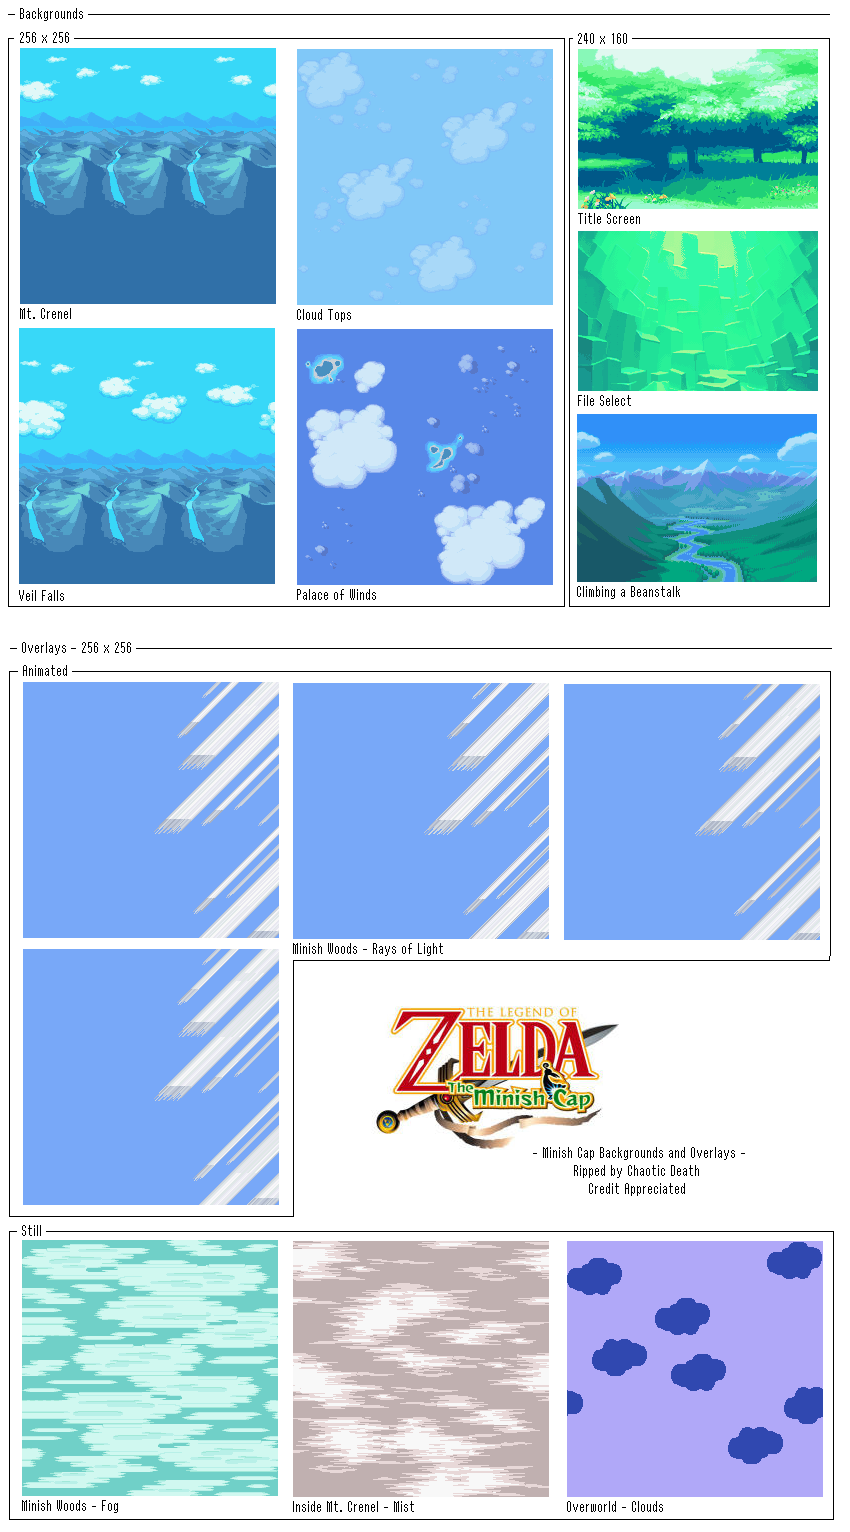 Backgrounds
256 x 256
240 x 160
Mt. Crenel
Cloud Tops
Title Screen
File Select
Veil Falls
Palace of Winds
Climbing a Beanstalk
Overlays - 256 x 256
Animated
Minish Woods - Rays of Light
THE LEGEND OF
ZELDA
The Minish Cap
- Minish Cap Backgrounds and Overlays -
Ripped by Chaotic Death
Credit Appreciated
Still
Minish Woods - Fog
Inside Mt. Crenel - Mist
Overworld - Clouds